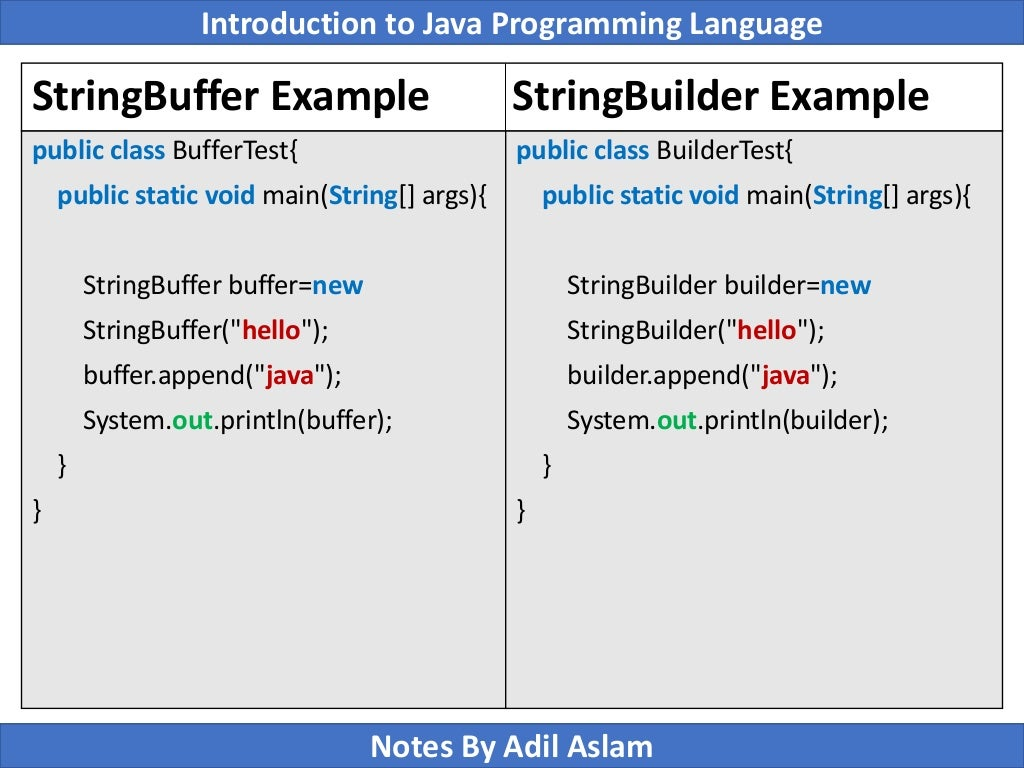 Introduction to Java Programming Language
StringBuffer Example
public class BufferTest{
public static void main(String[] args){
StringBuffer buffer=new
StringBuffer("hello");
buffer.append("java");
System.out.println(buffer);
}
}
StringBuilder Example
public class BuilderTest{
public static void main(String[] args){
StringBuilder builder=new
StringBuilder("hello");
builder.append("java");
System.out.println(builder);
}
}
Notes By Adil Aslam